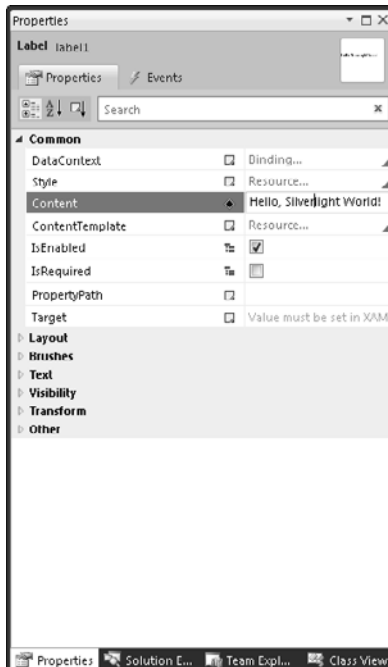 Properties
Label label1
Properties Events
Search
Common
DataContext Binding...
Style Resource...
Content Hello, Silverlight World!
ContentTemplate Resource...
IsEnabled
IsRequired
PropertyPath
Target Value must be set in XAM
Layout
Brushes
Text
Visibility
Transform
Other
Properties Solution E... Team Expl... Class View